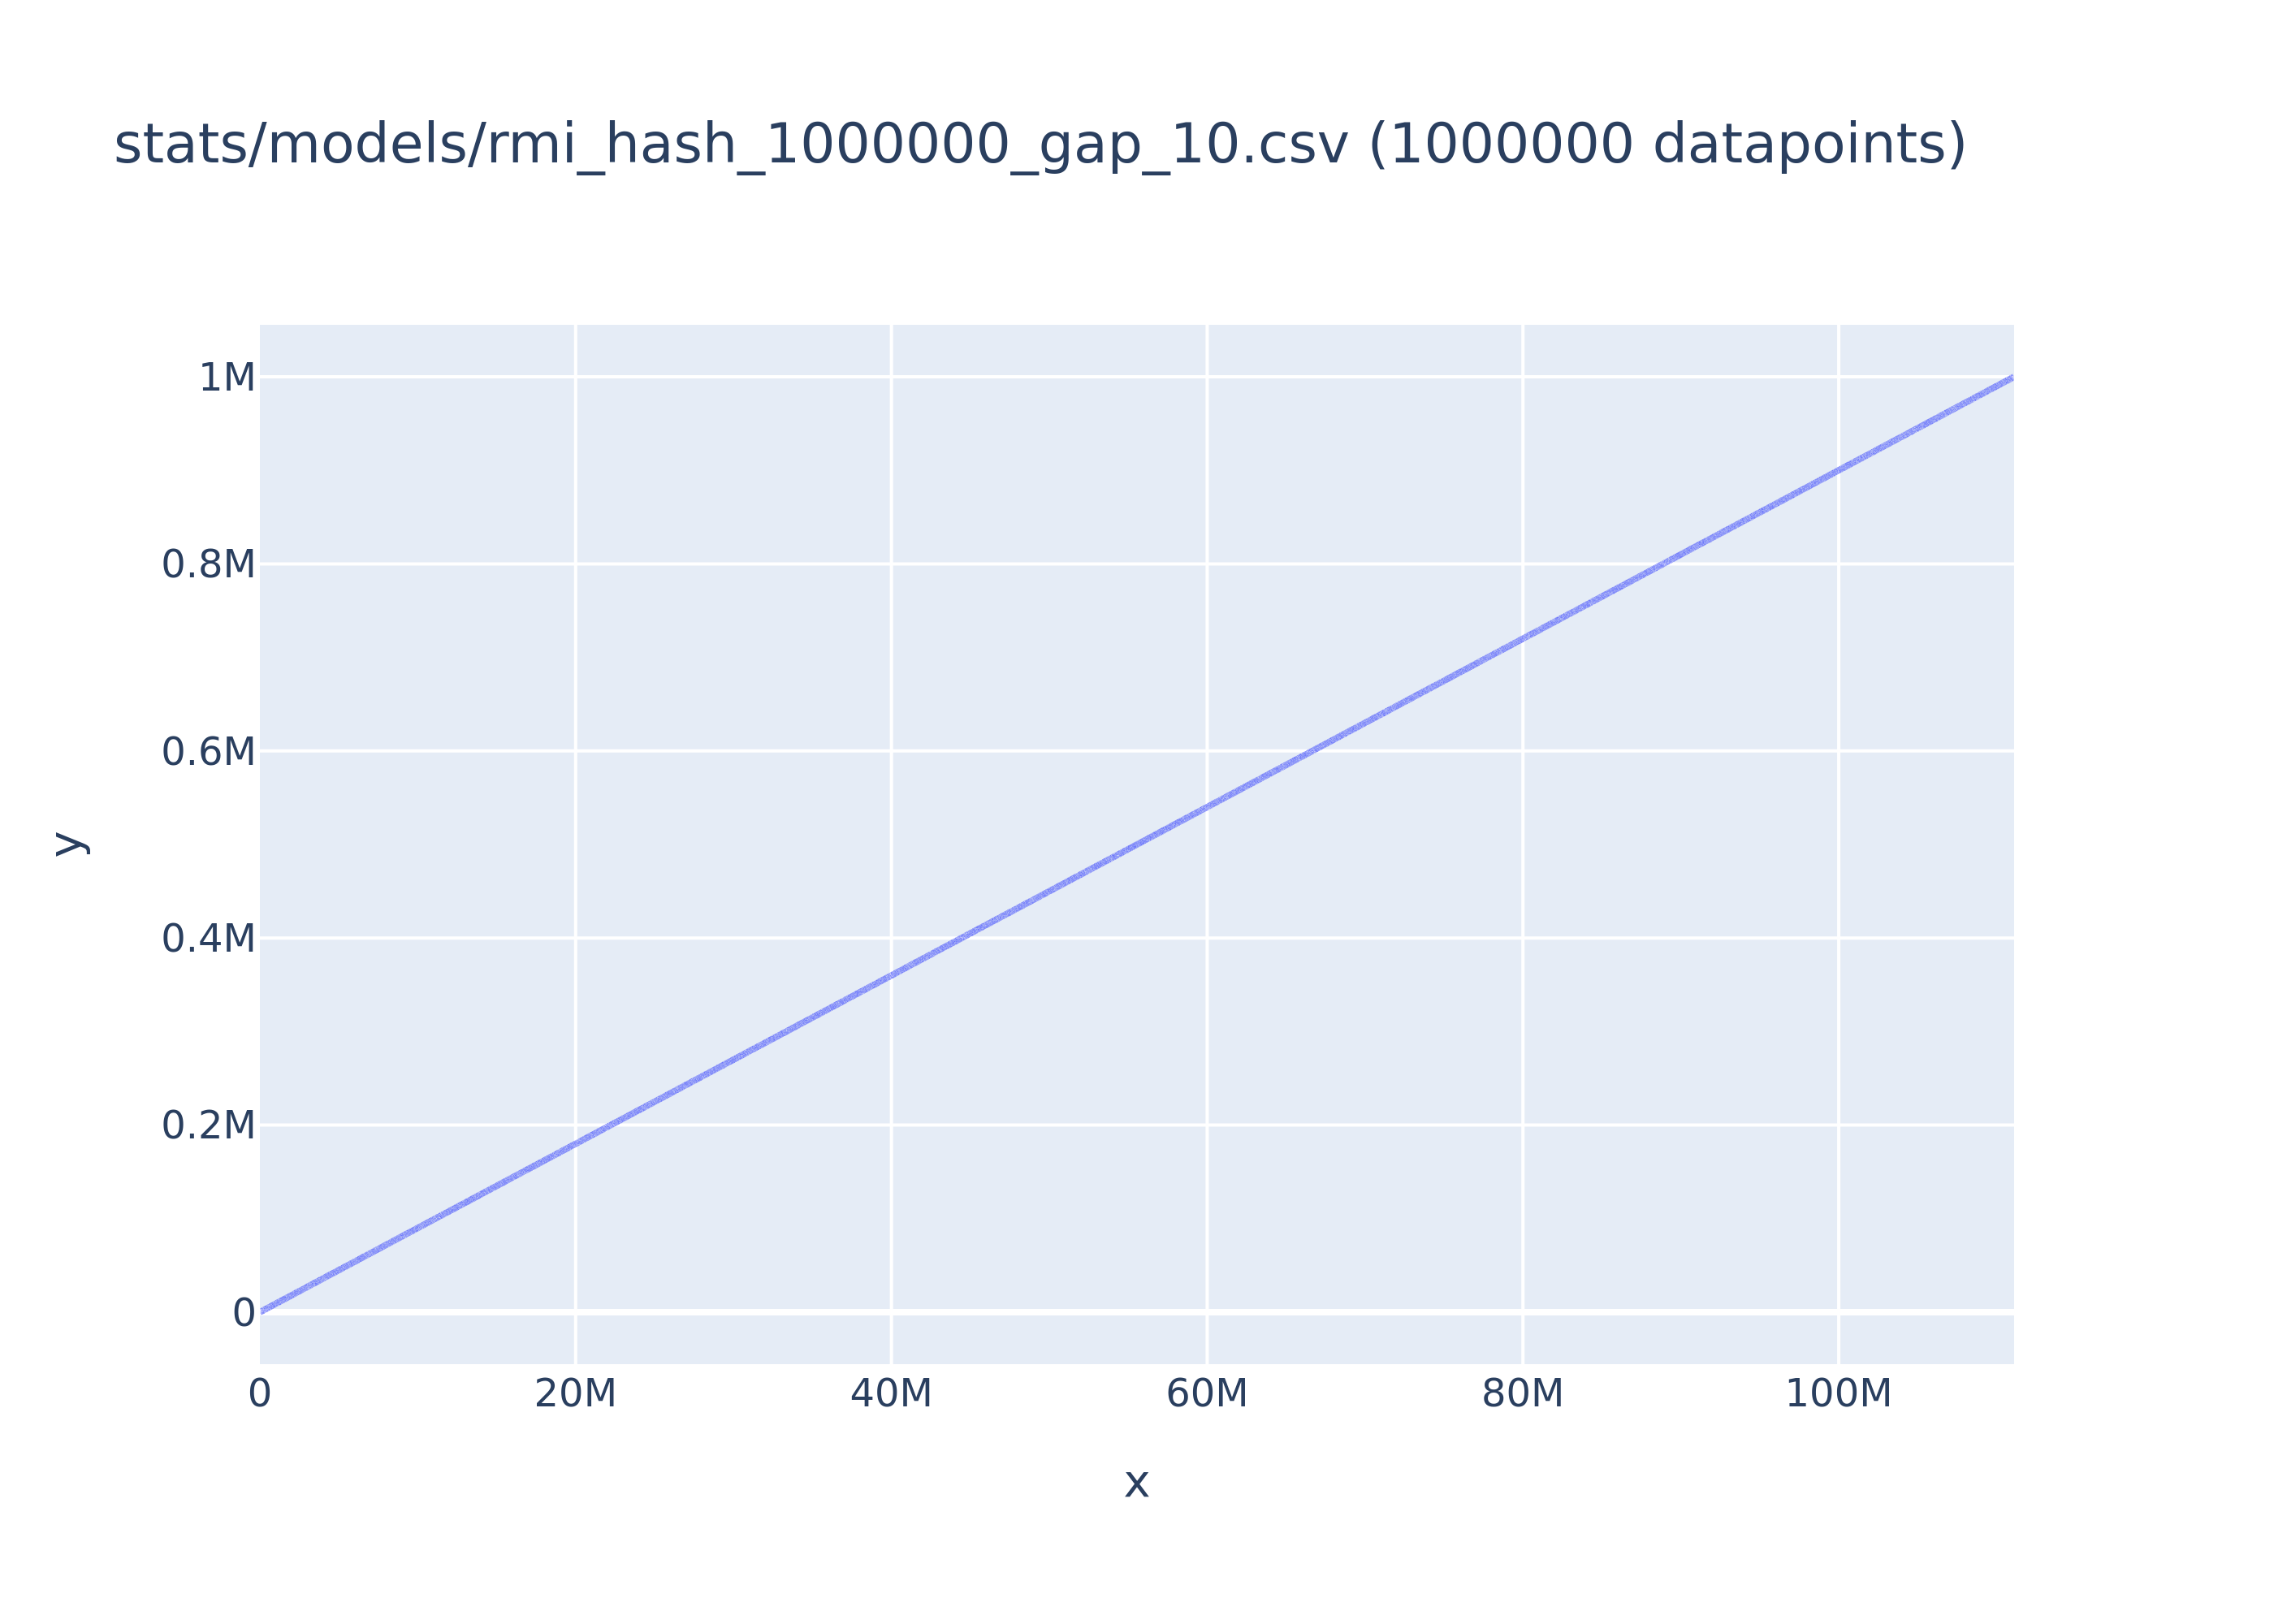 stats/models/rmi_hash_1000000_gap_10.csv (1000000 datapoints)
1M
0.8M
0.6M
y
0.4M
0.2M
0
0 20M 40M 60M 80M 100M
x